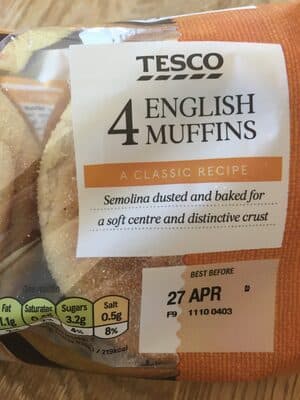 TESCO
4 ENGLISH
MUFFINS
A CLASSIC RECIPE
Semolina dusted and baked for
a soft centre and distinctive crust
BEST BEFORE
27 APR
F9 1110 0403
Fat Saturates Sugars Salt
3.2g 0.5g
4% 8%